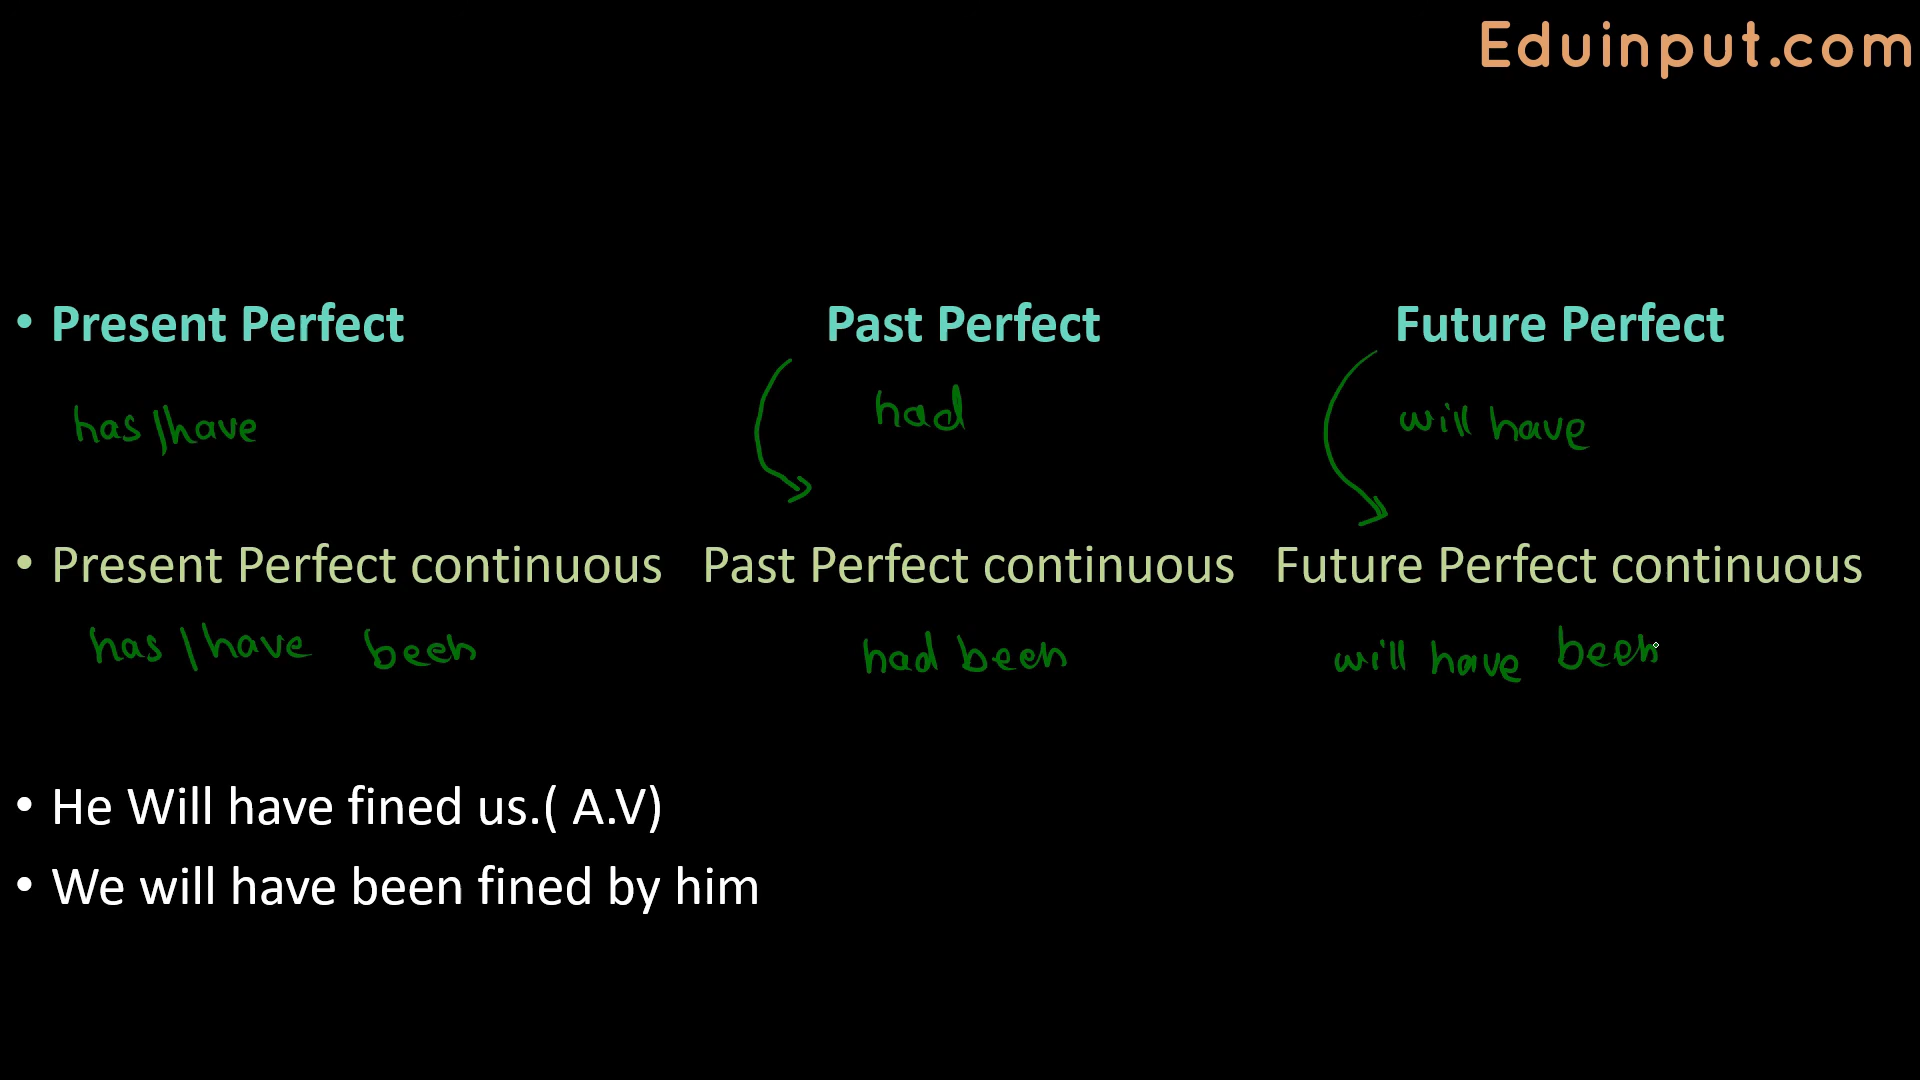 Eduinput.com
• Present Perfect Past Perfect Future Perfect
has/have had will have
• Present Perfect continuous Past Perfect continuous Future Perfect continuous
has/have been had been will have been
• He Will have fined us.( A.V)
• We will have been fined by him